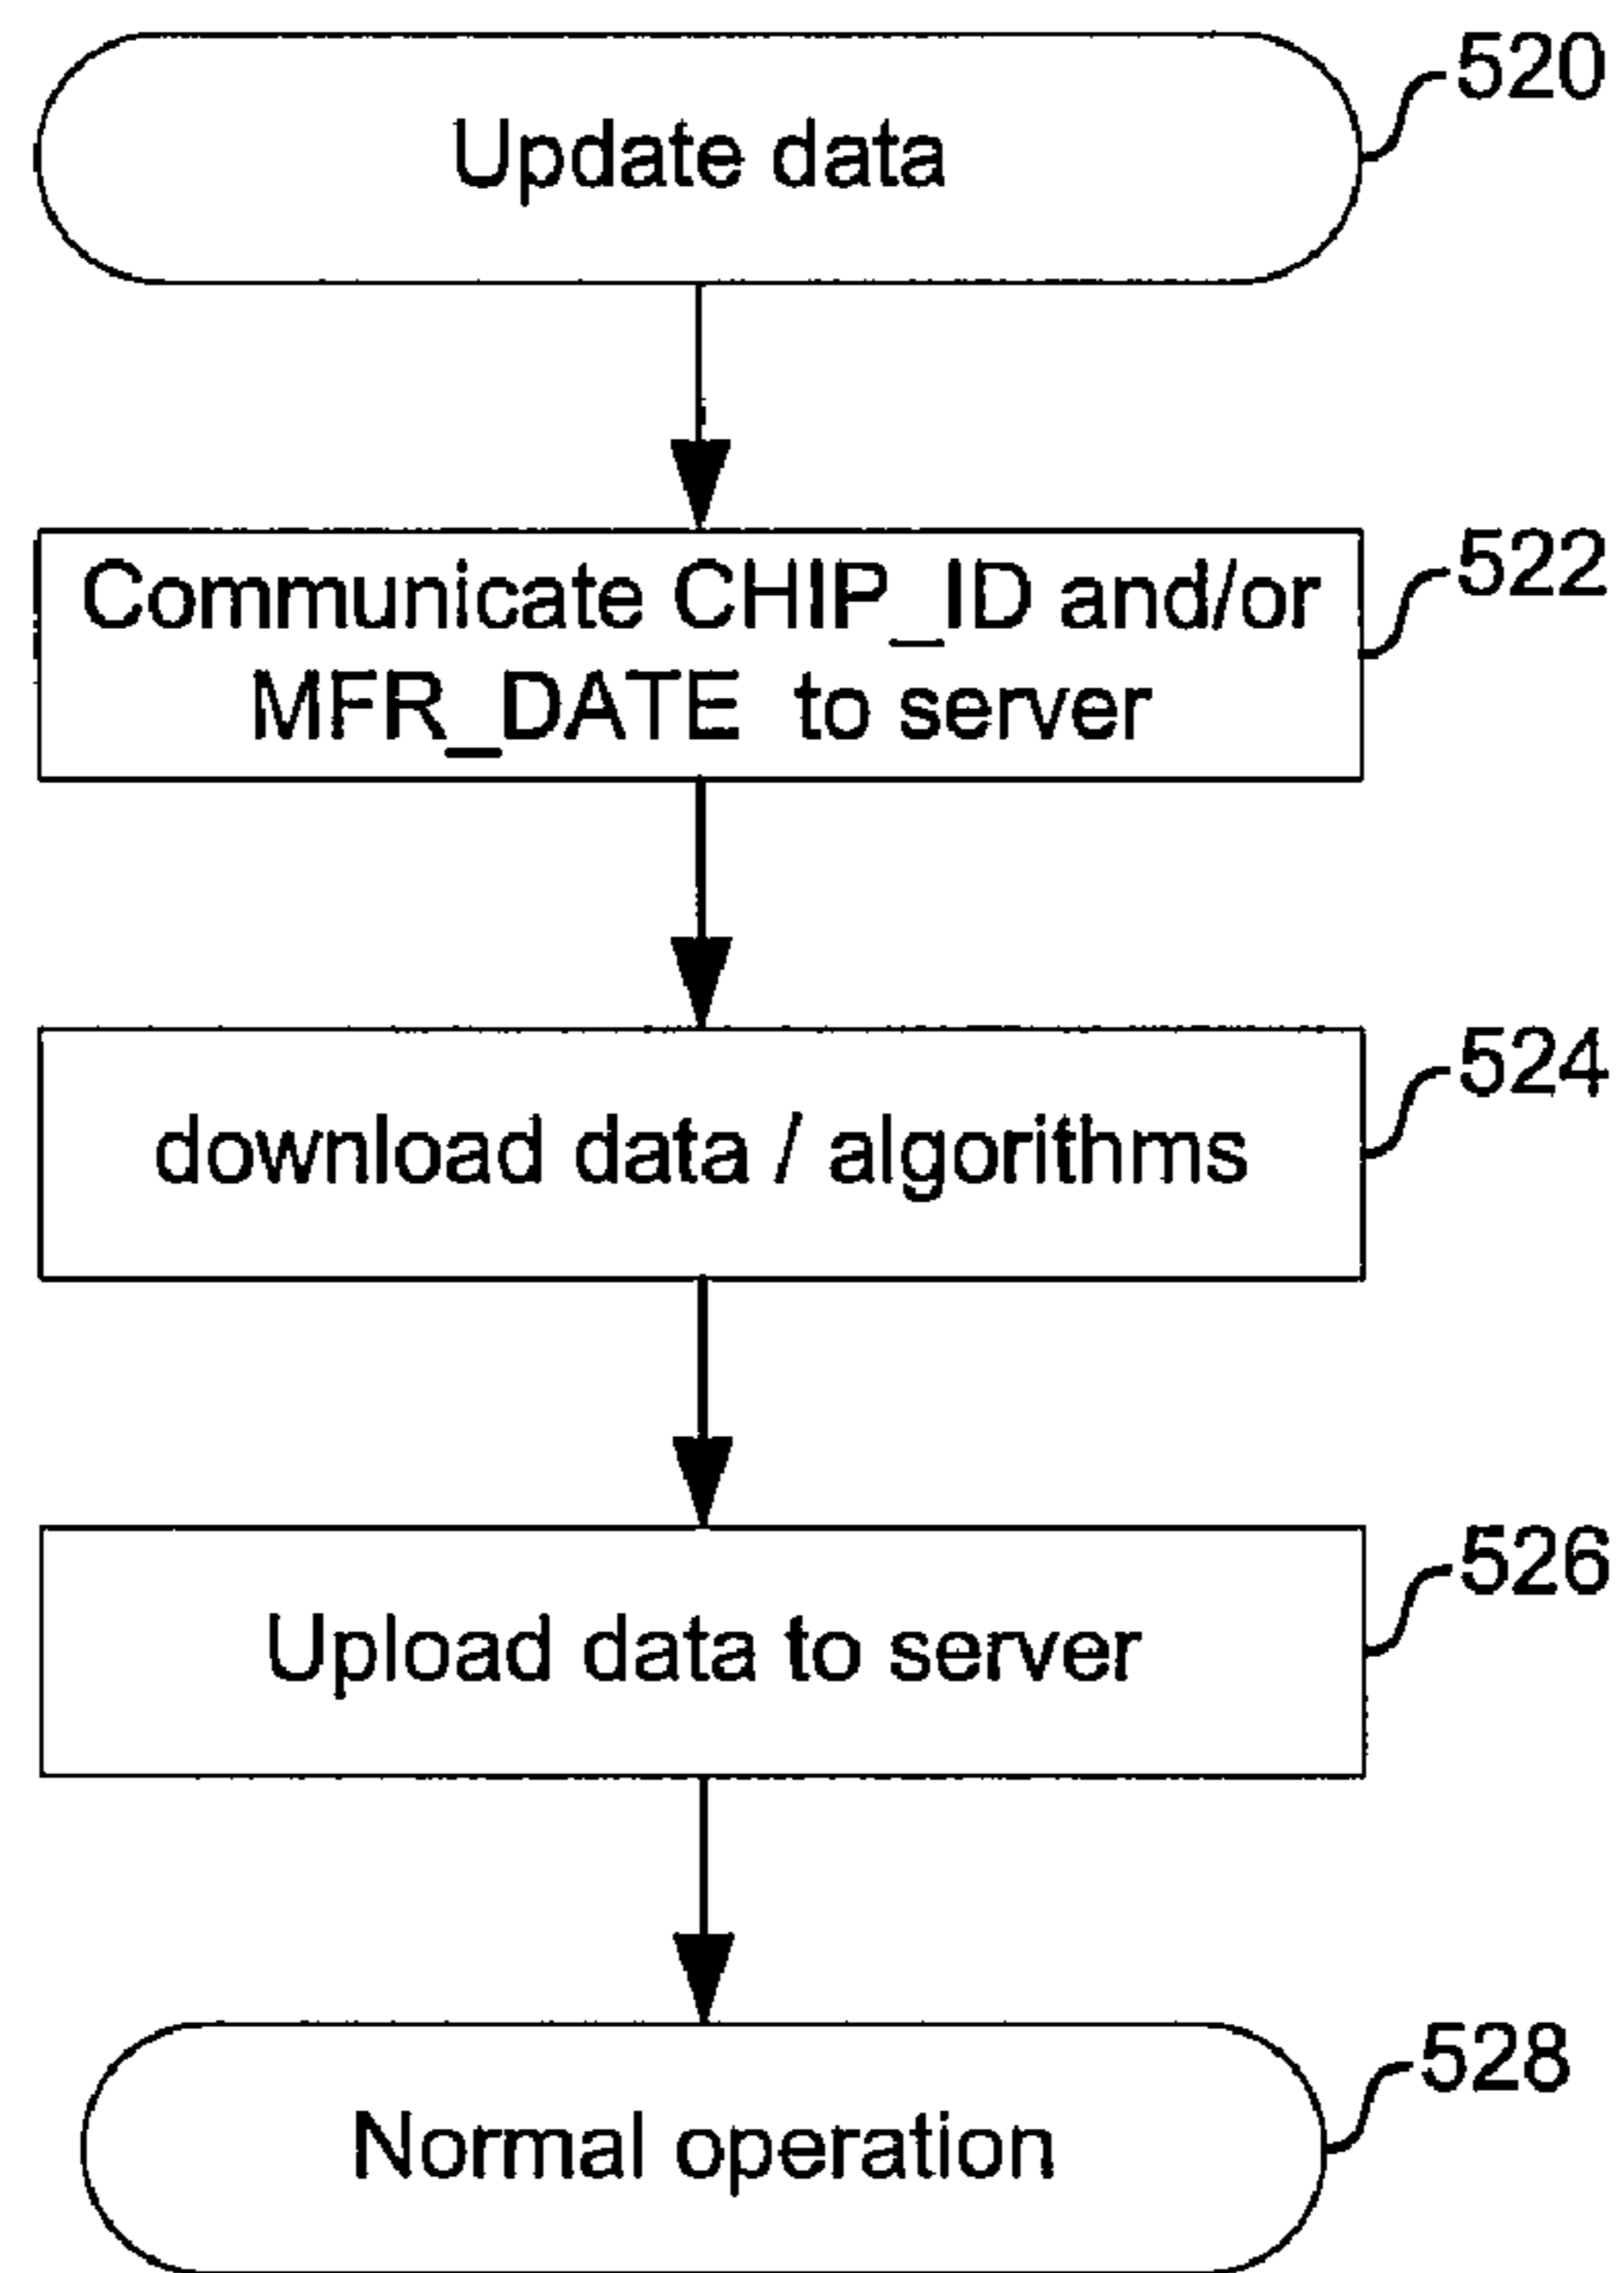 Update data
520
Communicate CHIP_ID and/or
MFR_DATE to server
522
download data / algorithms
524
Upload data to server
526
Normal operation
528